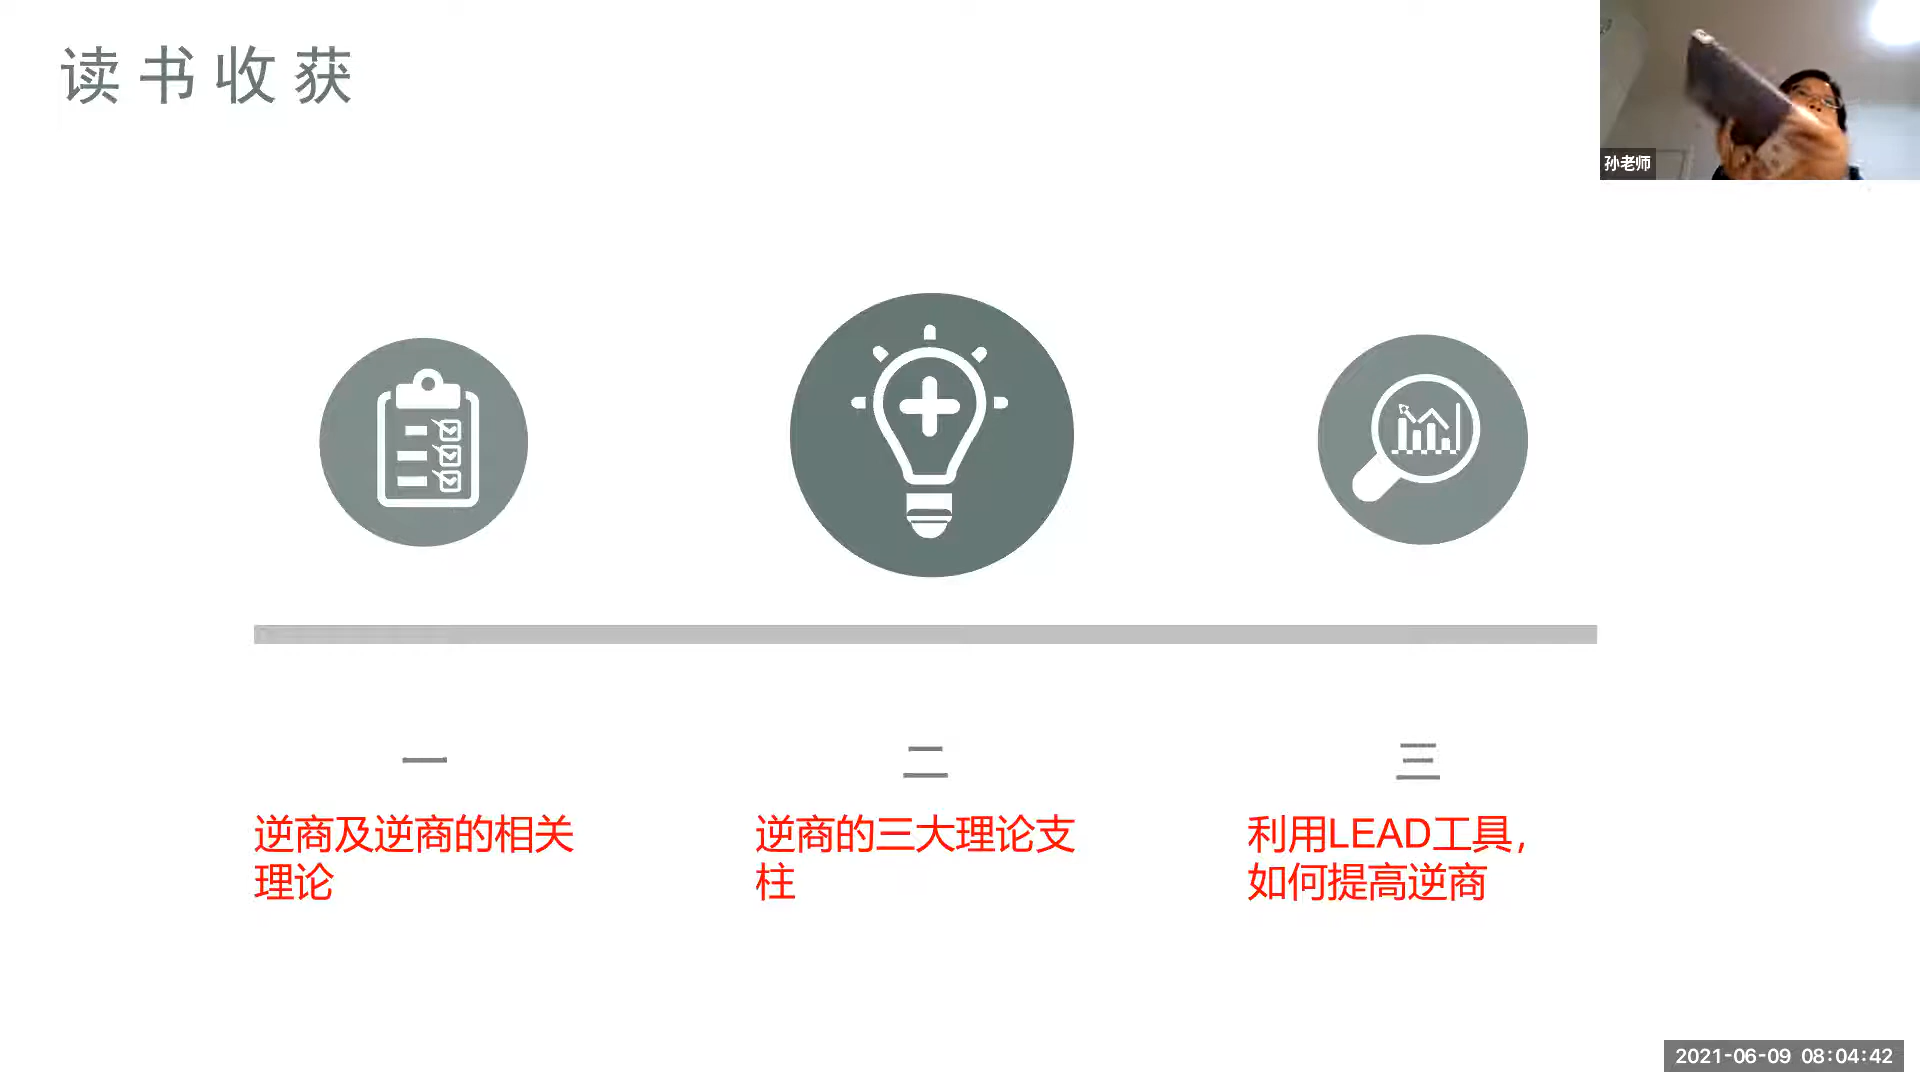 读书收获
孙老师
一
逆商及逆商的相关
理论
二
逆商的三大理论支
柱
三
利用LEAD工具，
如何提高逆商
2021-06-09 08:04:42